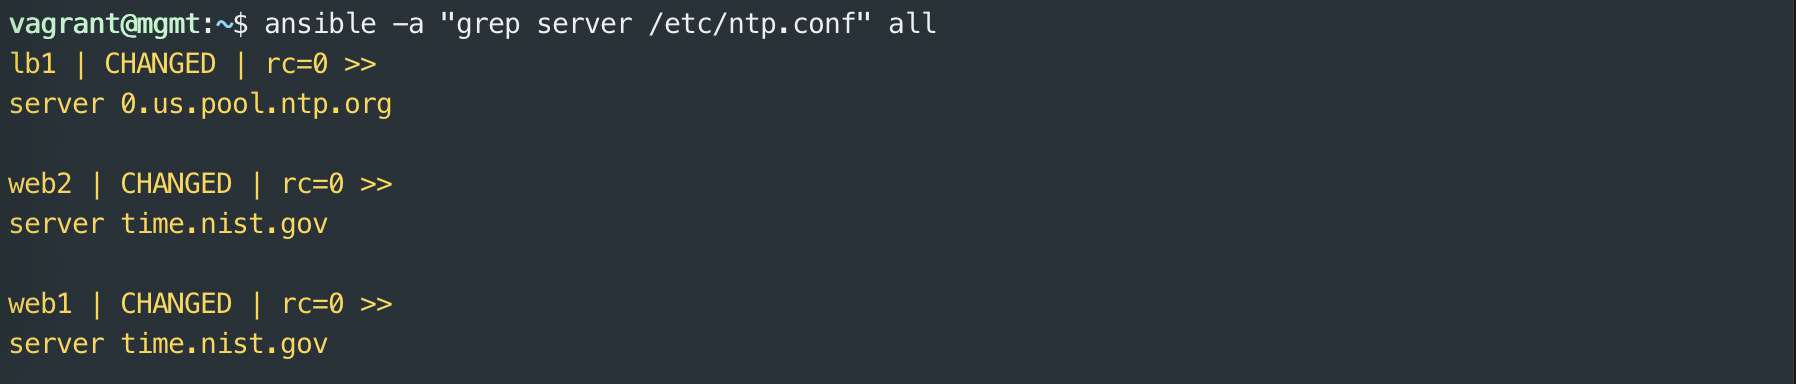 vagrant@mgmt:~$ ansible -a "grep server /etc/ntp.conf" all
lb1 | CHANGED | rc=0 >>
server 0.us.pool.ntp.org
web2 | CHANGED | rc=0 >>
server time.nist.gov
web1 | CHANGED | rc=0 >>
server time.nist.gov